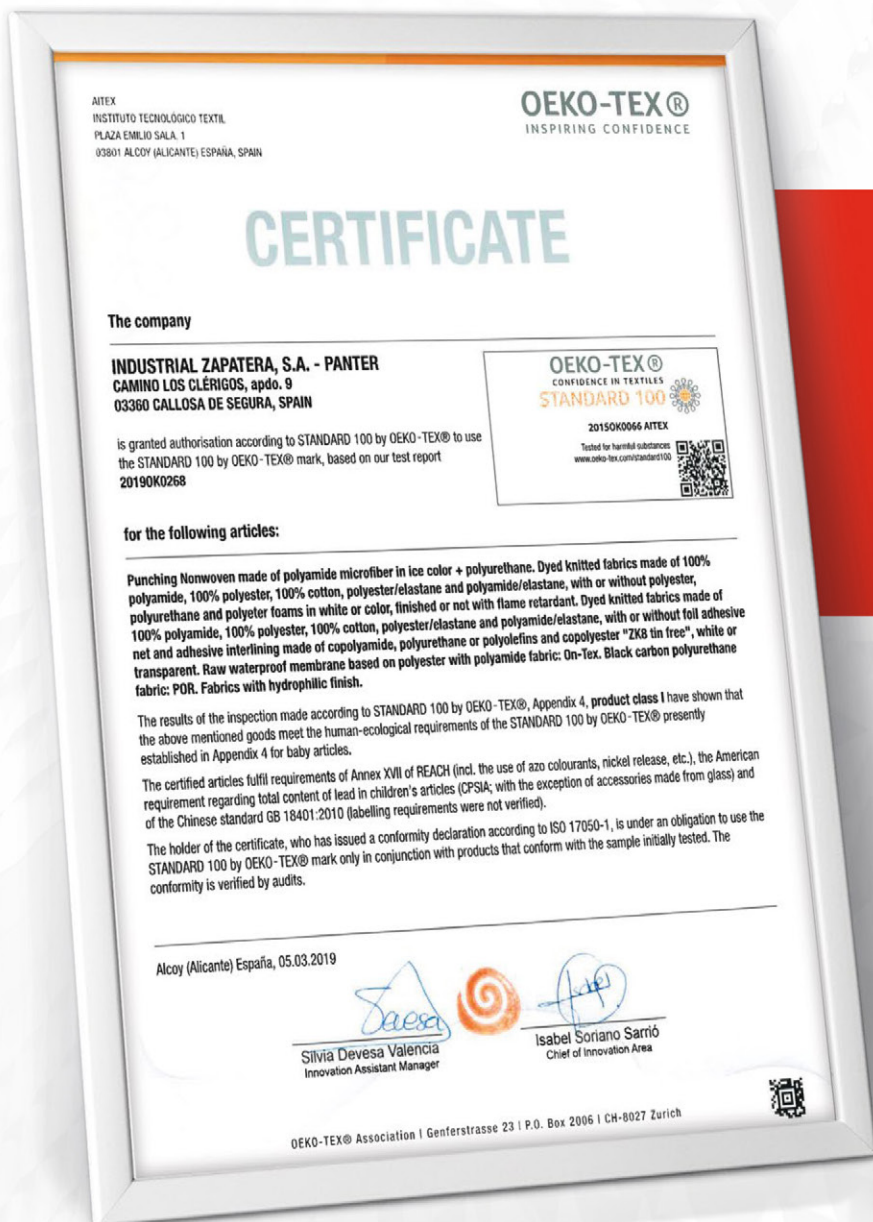 AITEX
INSTITUTO TECNOLÓGICO TEXTIL
PLAZA EMILIO SALA. 1
03801 ALCOY (ALICANTE) ESPAÑA, SPAIN
OEKO-TEX®
INSPIRING CONFIDENCE
CERTIFICATE
The company
INDUSTRIAL ZAPATERA, S.A. - PANTER
CAMINO LOS CLÉRIGOS, apdo. 9
03360 CALLOSA DE SEGURA, SPAIN
is granted authorisation according to STANDARD 100 by OEKO-TEX® to use
the STANDARD 100 by OEKO-TEX® mark, based on our test report
2019OK0268
OEKO-TEX®
CONFIDENCE IN TEXTILES
STANDARD 100
2015OK0066 AITEX
Tested for harmful substances
www.oeko-tex.com/standard100
for the following articles:
Punching Nonwoven made of polyamide microfiber in ice color + polyurethane. Dyed knitted fabrics made of 100%
polyamide, 100% polyester, 100% cotton, polyester/elastane and polyamide/elastane, with or without polyester,
polyurethane and polyeter foams in white or color, finished or not with flame retardant. Dyed knitted fabrics made of
100% polyamide, 100% polyester, 100% cotton, polyester/elastane and polyamide/elastane, with or without foil adhesive
net and adhesive interlining made of copolyamide, polyurethane or polyolefins and copolyester "ZK8 tin free", white or
transparent. Raw waterproof membrane based on polyester with polyamide fabric: On-Tex. Black carbon polyurethane
fabric: POR. Fabrics with hydrophilic finish.
The results of the inspection made according to STANDARD 100 by OEKO-TEX®, Appendix 4, product class I have shown that
the above mentioned goods meet the human-ecological requirements of the STANDARD 100 by OEKO-TEX® presently
established in Appendix 4 for baby articles.
The certified articles fulfil requirements of Annex XVII of REACH (incl. the use of azo colourants, nickel release, etc.), the American
requirement regarding total content of lead in children's articles (CPSIA; with the exception of accessories made from glass) and
of the Chinese standard GB 18401:2010 (labelling requirements were not verified).
The holder of the certificate, who has issued a conformity declaration according to ISO 17050-1, is under an obligation to use the
STANDARD 100 by OEKO-TEX® mark only in conjunction with products that conform with the sample initially tested. The
conformity is verified by audits.
Alcoy (Alicante) España, 05.03.2019
Devesa
Isabel
Silvia Devesa Valencia
Innovation Assistant Manager
Isabel Soriano Sarrió
Chief of Innovation Area
OEKO-TEX® Association | Genferstrasse 23 | P.O. Box 2006 | CH-8027 Zurich